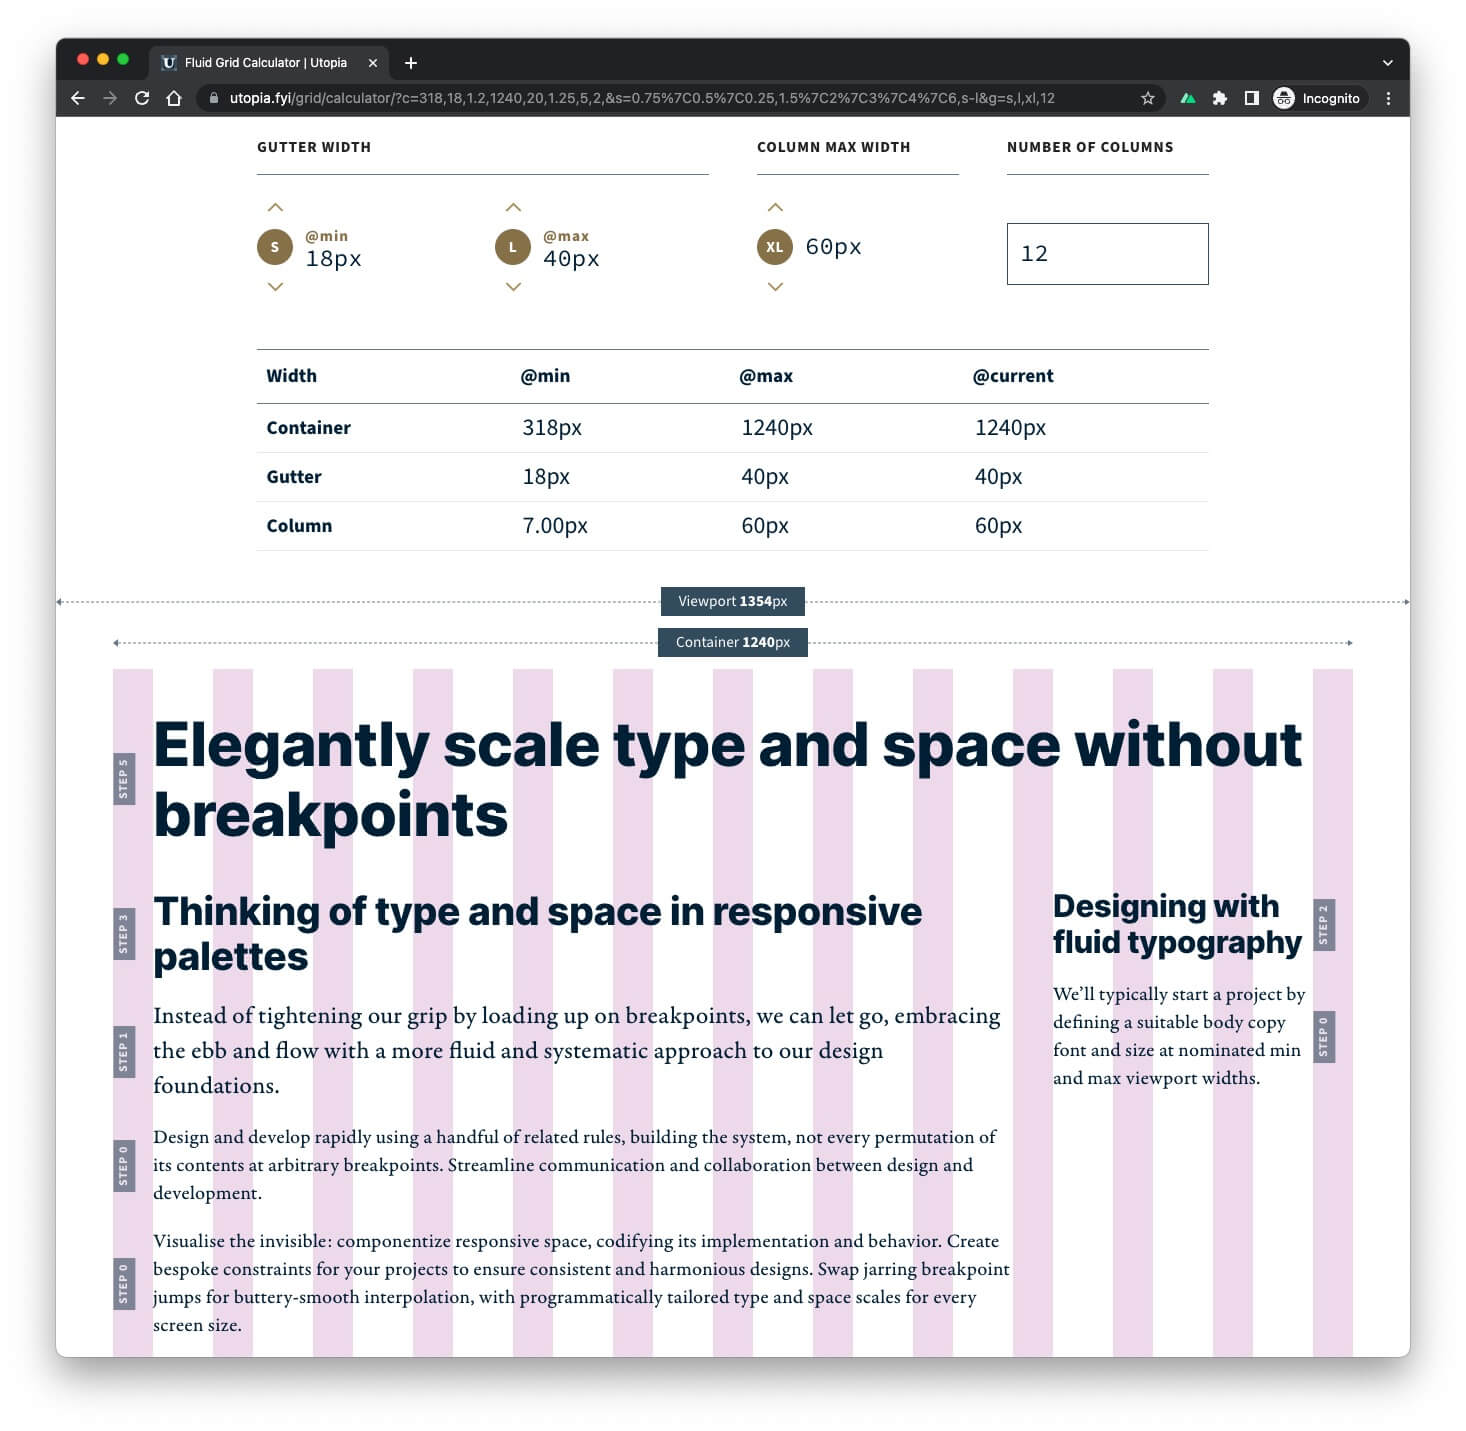 Fluid Grid Calculator | Utopia
utopia.fyi/grid/calculator/?c=318,18,1.2,1240,20,1.25,5,2,&s=0.75%7C0.5%7C0.25,1.5%7C2%7C3%7C4%7C6,s-l&g=s,l,xl,12
Incognito
GUTTER WIDTH
COLUMN MAX WIDTH
NUMBER OF COLUMNS
S
@min
18px
L
@max
40px
XL
60px
12
Width @min @max @current
Container 318px 1240px 1240px
Gutter 18px 40px 40px
Column 7.00px 60px 60px
Viewport 1354px
Container 1240px
STEP 5
Elegantly scale type and space without
breakpoints
STEP 3
Thinking of type and space in responsive
palettes
STEP 1
Instead of tightening our grip by loading up on breakpoints, we can let go, embracing
the ebb and flow with a more fluid and systematic approach to our design
foundations.
STEP 0
Design and develop rapidly using a handful of related rules, building the system, not every permutation of
its contents at arbitrary breakpoints. Streamline communication and collaboration between design and
development.
STEP 0
Visualise the invisible: componentize responsive space, codifying its implementation and behavior. Create
bespoke constraints for your projects to ensure consistent and harmonious designs. Swap jarring breakpoint
jumps for buttery-smooth interpolation, with programmatically tailored type and space scales for every
screen size.
Designing with
fluid typography
STEP 2
We’ll typically start a project by
defining a suitable body copy
font and size at nominated min
and max viewport widths.
STEP 0